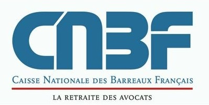 CNBF
CAISSE NATIONALE DES BARREAUX FRANÇAIS
LA RETRAITE DES AVOCATS